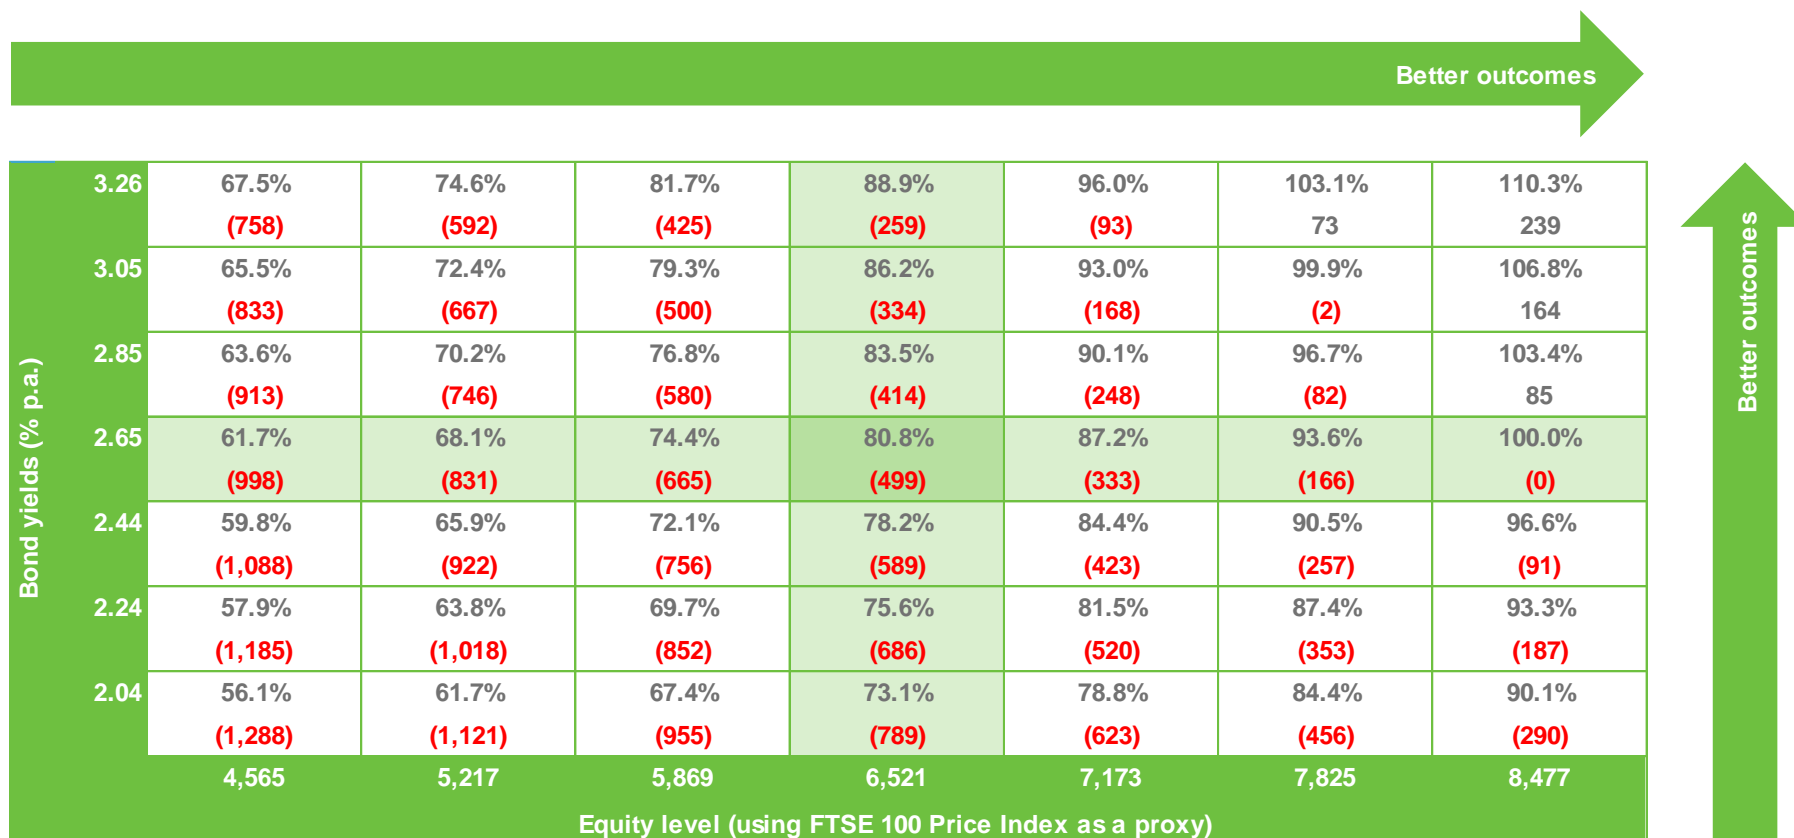 Better outcomes
3.26 67.5% 74.6% 81.7% 88.9% 96.0% 103.1% 110.3%
(758) (592) (425) (259) (93) 73 239
3.05 65.5% 72.4% 79.3% 86.2% 93.0% 99.9% 106.8%
(833) (667) (500) (334) (168) (2) 164
2.85 63.6% 70.2% 76.8% 83.5% 90.1% 96.7% 103.4%
(913) (746) (580) (414) (248) (82) 85
2.65 61.7% 68.1% 74.4% 80.8% 87.2% 93.6% 100.0%
(998) (831) (665) (499) (333) (166) (0)
2.44 59.8% 65.9% 72.1% 78.2% 84.4% 90.5% 96.6%
(1,088) (922) (756) (589) (423) (257) (91)
2.24 57.9% 63.8% 69.7% 75.6% 81.5% 87.4% 93.3%
(1,185) (1,018) (852) (686) (520) (353) (187)
2.04 56.1% 61.7% 67.4% 73.1% 78.8% 84.4% 90.1%
(1,288) (1,121) (955) (789) (623) (456) (290)
4,565 5,217 5,869 6,521 7,173 7,825 8,477
Equity level (using FTSE 100 Price Index as a proxy)
Bond yields (% p.a.)
Better outcomes